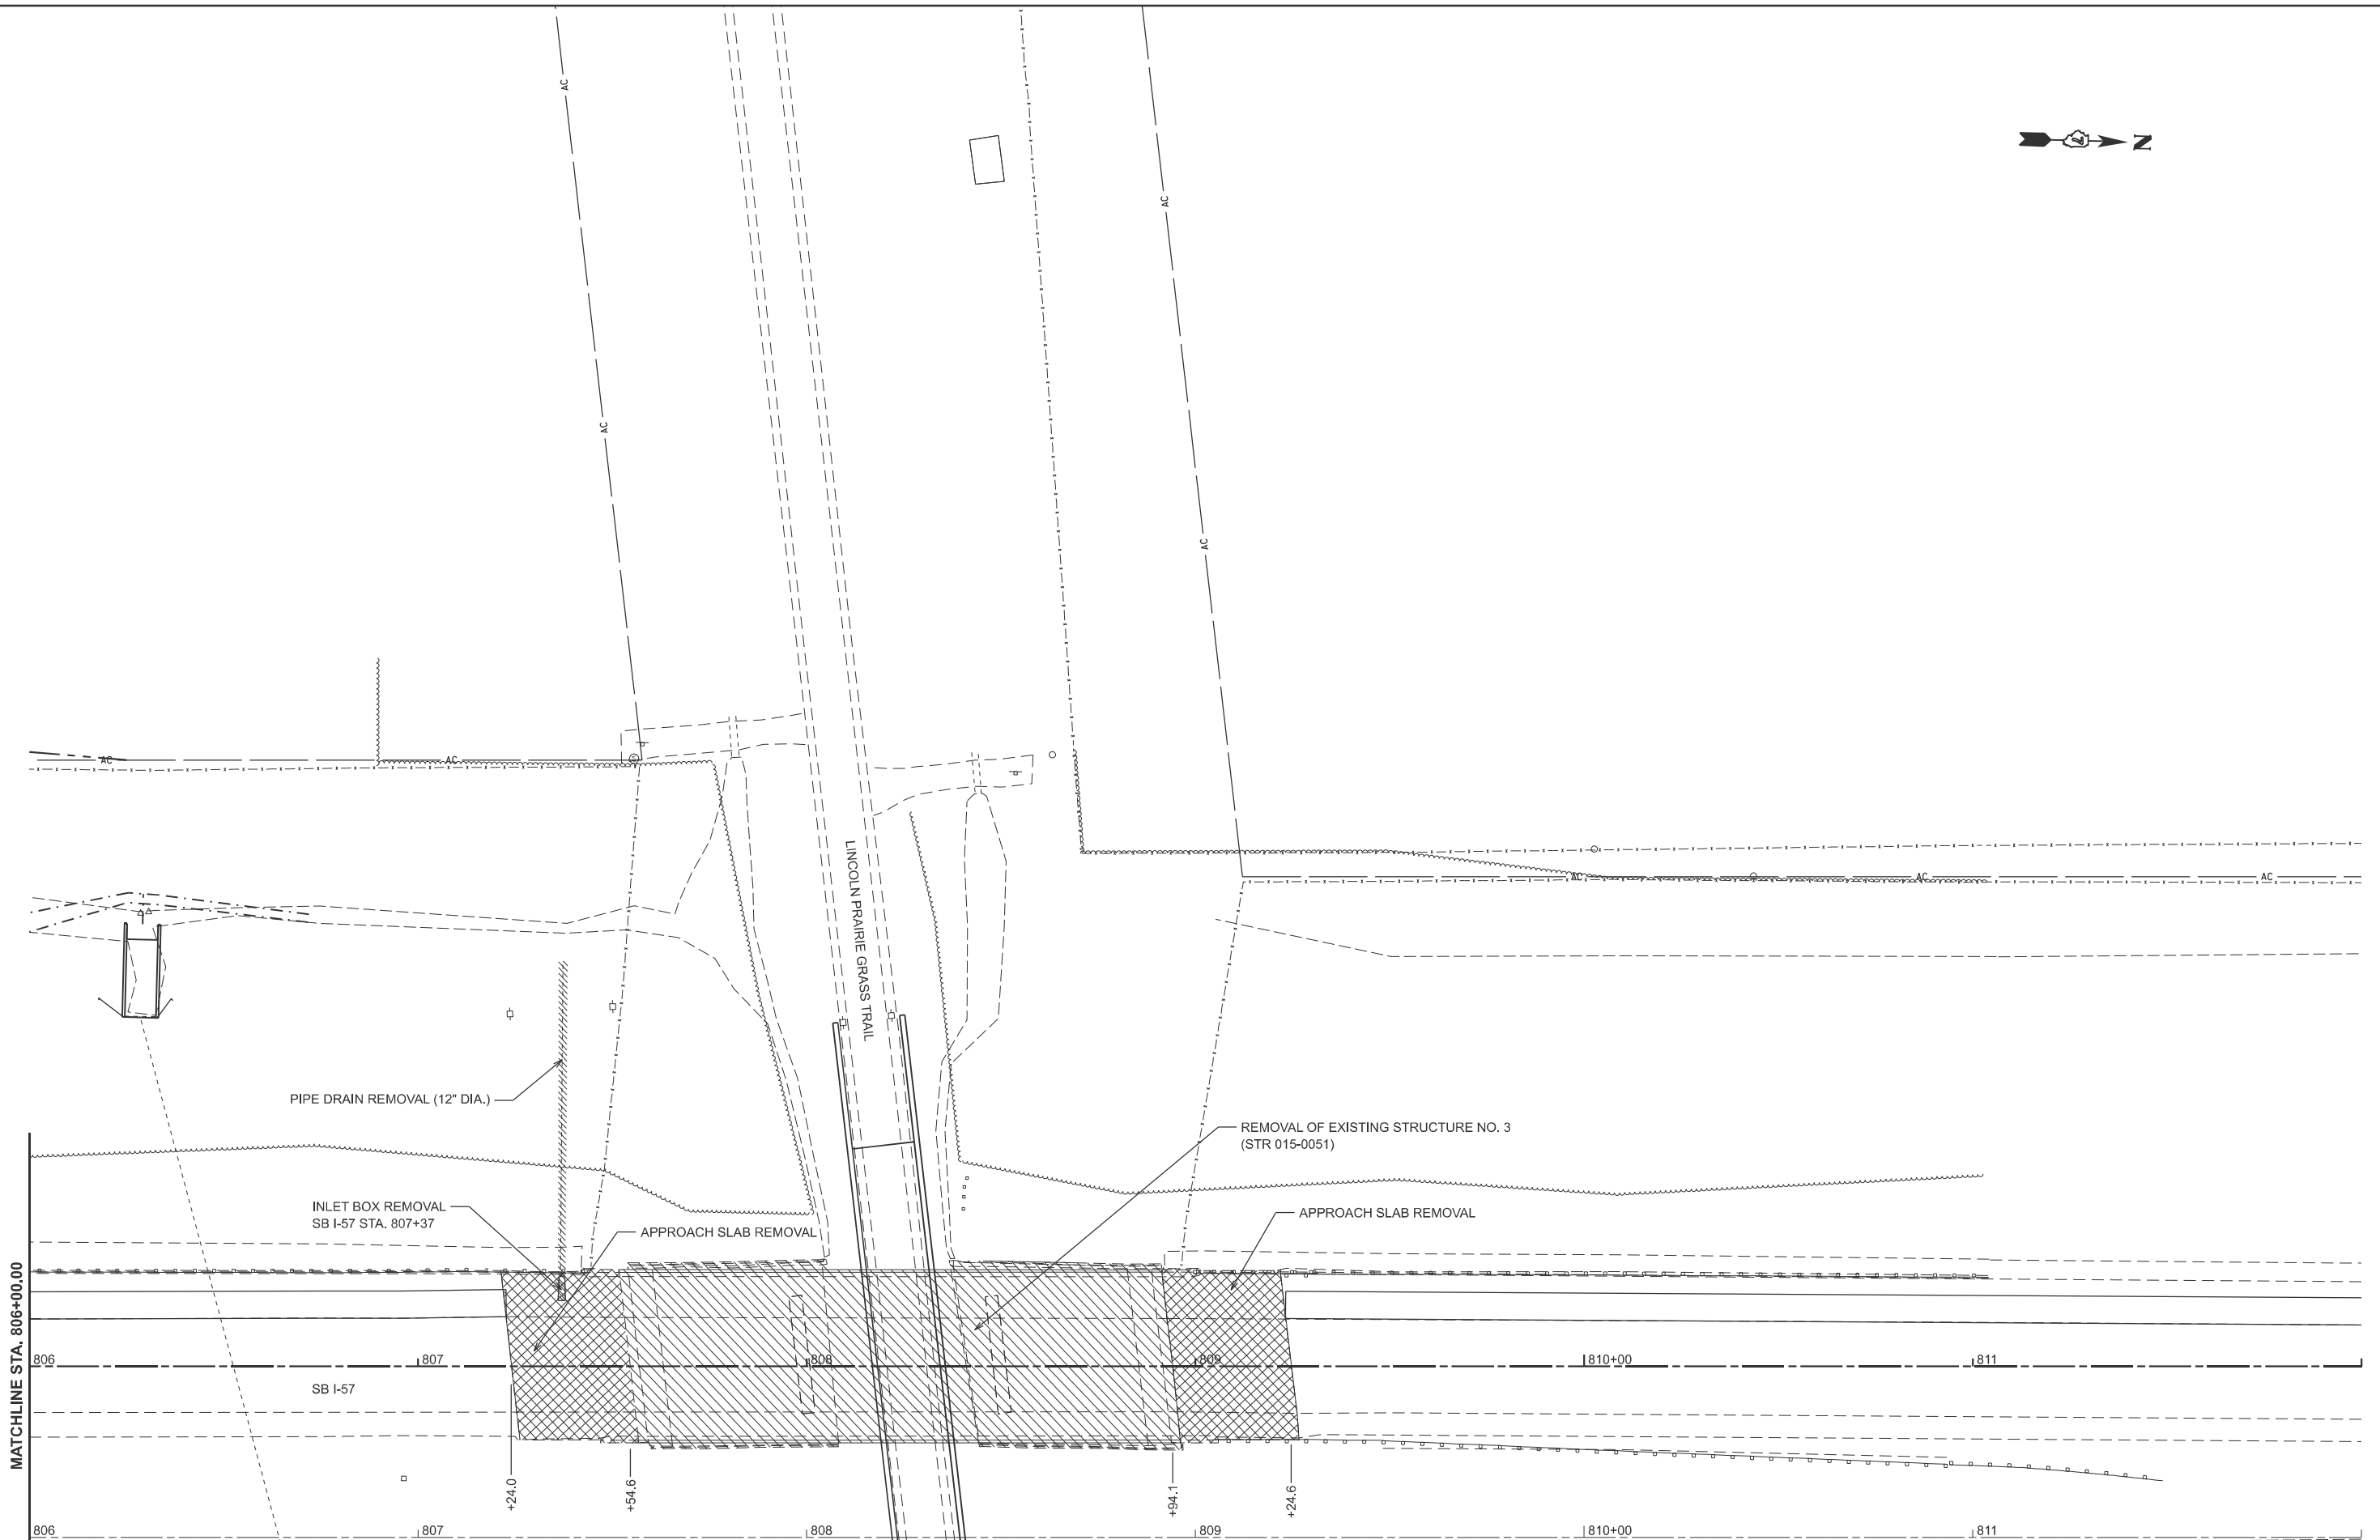 AC
AC
N
AC
AC
AC
AC
AC
AC
AC
LINCOLN PRAIRIE GRASS TRAIL
PIPE DRAIN REMOVAL (12" DIA.)
REMOVAL OF EXISTING STRUCTURE NO. 3
(STR 015-0051)
INLET BOX REMOVAL
SB I-57 STA. 807+37
APPROACH SLAB REMOVAL
APPROACH SLAB REMOVAL
MATCHLINE STA. 806+00.00
806
807
808
809
810+00
811
SB I-57
+24.0
+54.6
+94.1
+24.6
806
807
808
809
810+00
811